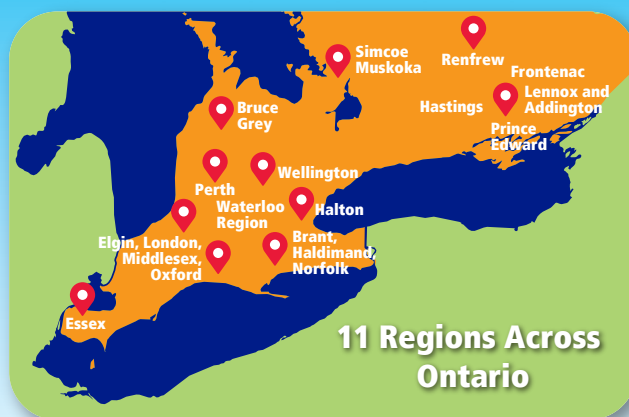 Simcoe
Muskoka
Renfrew
Frontenac
Lennox and
Addington
Hastings
Prince
Edward
Bruce
Grey
Wellington
Perth
Waterloo
Region
Halton
Elgin, London,
Middlesex,
Oxford
Brant,
Haldimand,
Norfolk
Essex
11 Regions Across
Ontario